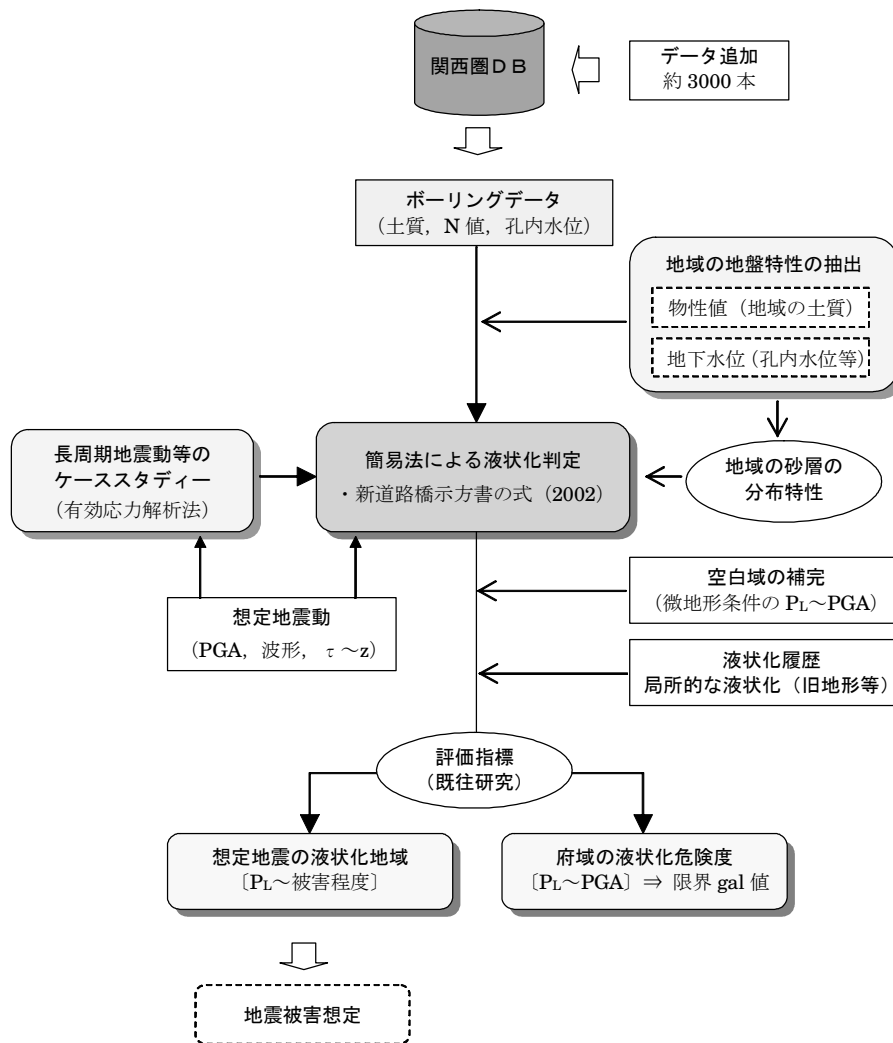 関西圏ＤＢ
データ追加
約 3000 本
ボーリングデータ
（土質，N 値，孔内水位）
地域の地盤特性の抽出
物性値（地域の土質）
地下水位（孔内水位等）
長周期地震動等の
ケーススタディー
（有効応力解析法）
簡易法による液状化判定
・新道路橋示方書の式（2002）
地域の砂層の
分布特性
空白域の補完
（微地形条件の PL～PGA）
想定地震動
（PGA，波形，τ～z）
液状化履歴
局所的な液状化（旧地形等）
評価指標
（既往研究）
想定地震の液状化地域
〔PL～被害程度〕
府域の液状化危険度
〔PL～PGA〕⇒ 限界 gal 値
地震被害想定